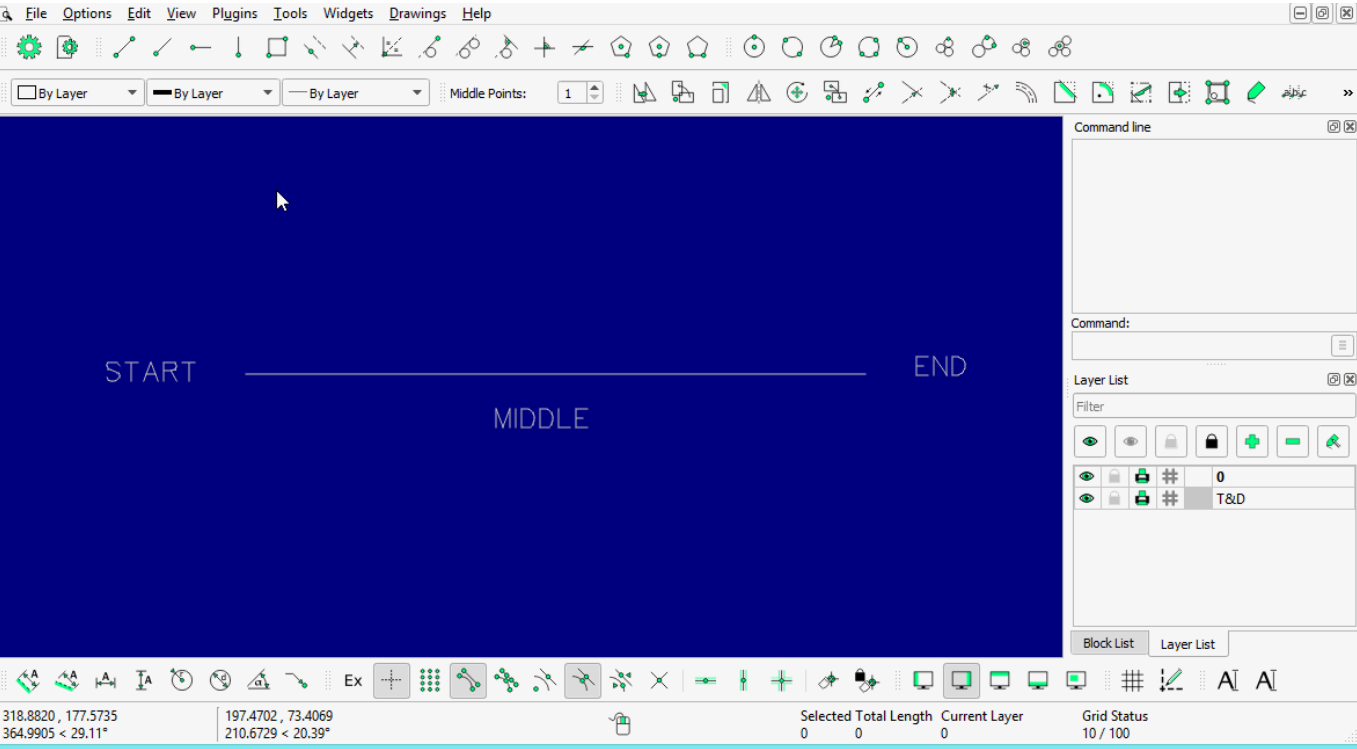 File Options Edit View Plugins Tools Widgets Drawings Help
By Layer By Layer By Layer Middle Points: 1 »
Command line
START END
MIDDLE
Command:
Layer List
Filter
0
T&D
Block List Layer List
Ex
318.8820 , 177.5735 197.4702 , 73.4069 Selected Total Length Current Layer Grid Status
364.9905 < 29.11° 210.6729 < 20.39° 0 0 0 10 / 100